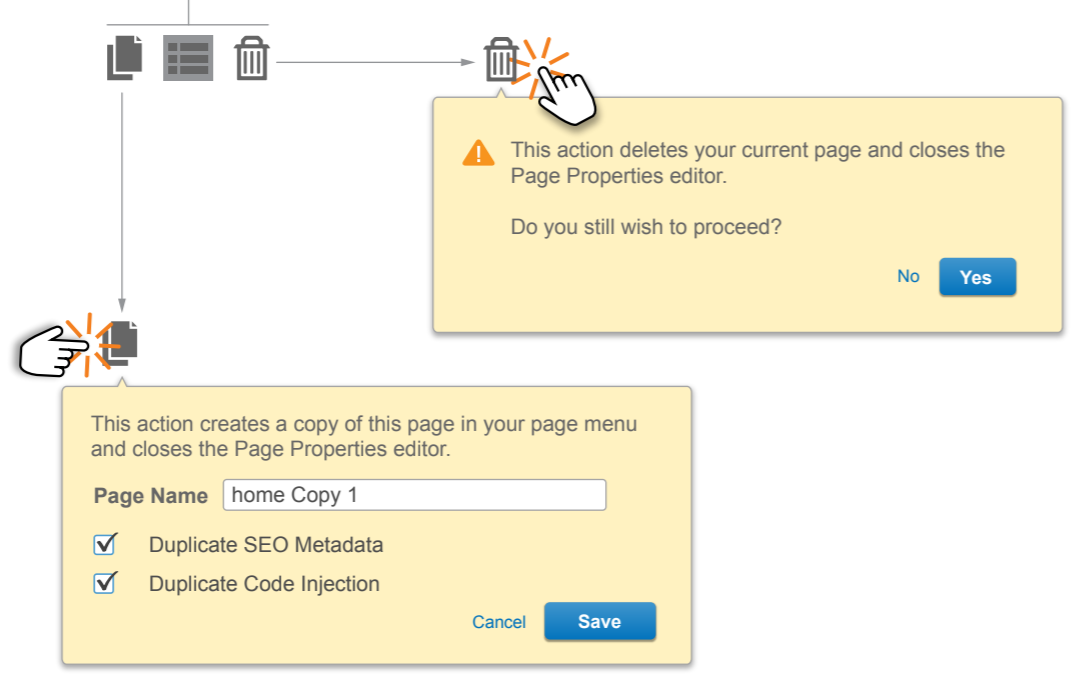 This action deletes your current page and closes the
Page Properties editor.
Do you still wish to proceed?
No Yes
This action creates a copy of this page in your page menu
and closes the Page Properties editor.
Page Name home Copy 1
Duplicate SEO Metadata
Duplicate Code Injection
Cancel Save